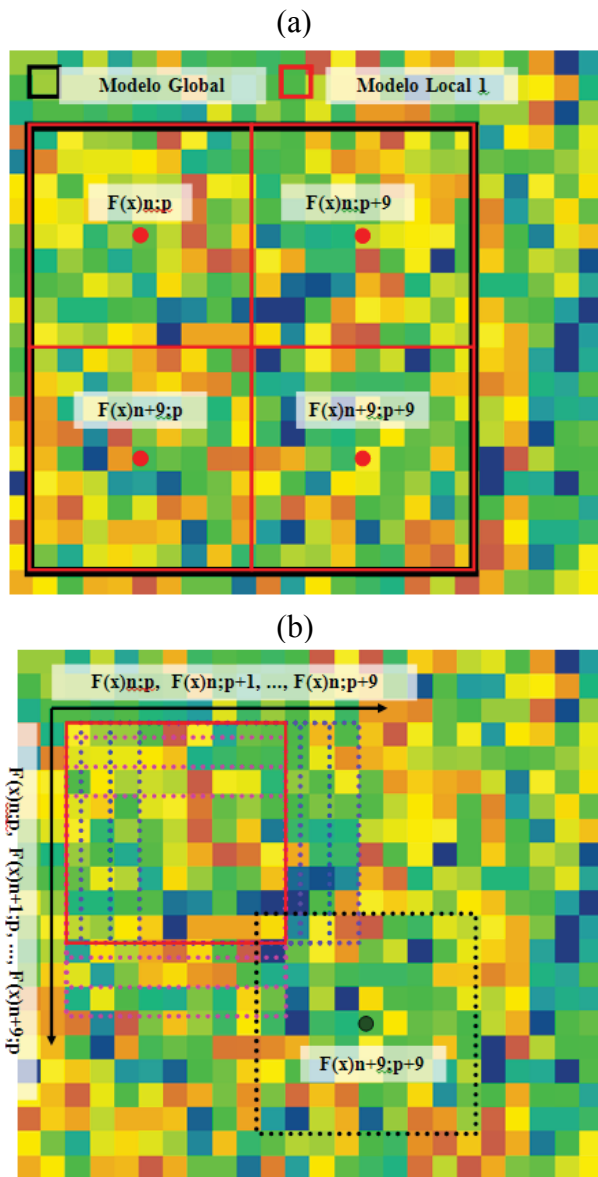 (a)
Modelo Global
Modelo Local 1
F(x)n;p
F(x)n;p+9
F(x)n+9;p
F(x)n+9;p+9
(b)
F(x)n;p, F(x)n;p+1, ..., F(x)n;p+9
F(x)n;p, F(x)n+1;p, ... F(x)n+9;p
F(x)n+9;p+9